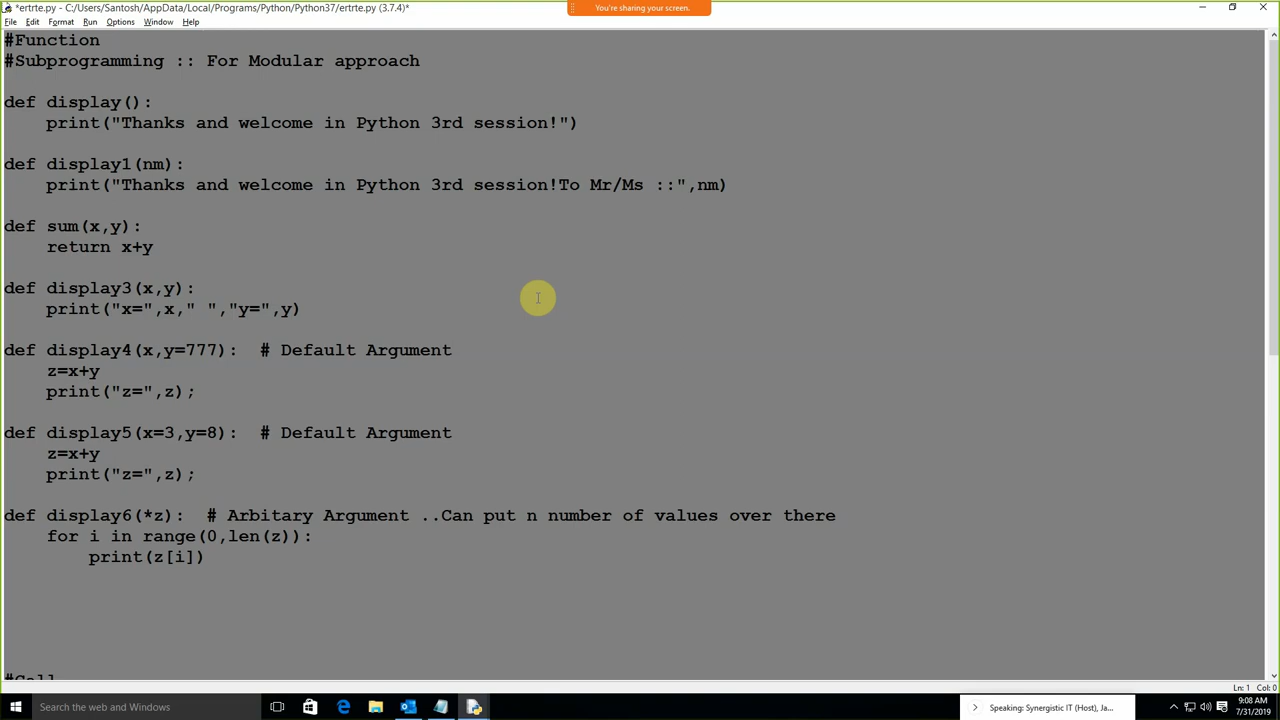 *ertrte.py - C:/Users/Santosh/AppData/Local/Programs/Python/Python37/ertrte.py (3.7.4)*
You're sharing your screen.
File Edit Format Run Options Window Help
#Function
#Subprogramming :: For Modular approach
def display():
    print("Thanks and welcome in Python 3rd session!")
def display1(nm):
    print("Thanks and welcome in Python 3rd session!To Mr/Ms ::",nm)
def sum(x,y):
    return x+y
def display3(x,y):
    print("x=",x," ","y=",y)
def display4(x,y=777):  # Default Argument
    z=x+y
    print("z=",z);
def display5(x=3,y=8):  # Default Argument
    z=x+y
    print("z=",z);
def display6(*z):  # Arbitary Argument ..Can put n number of values over there
    for i in range(0,len(z)):
        print(z[i])
#Call
Ln: 1 Col: 0
Search the web and Windows
Speaking: Synergistic IT (Host), Ja...
9:08 AM
7/31/2019